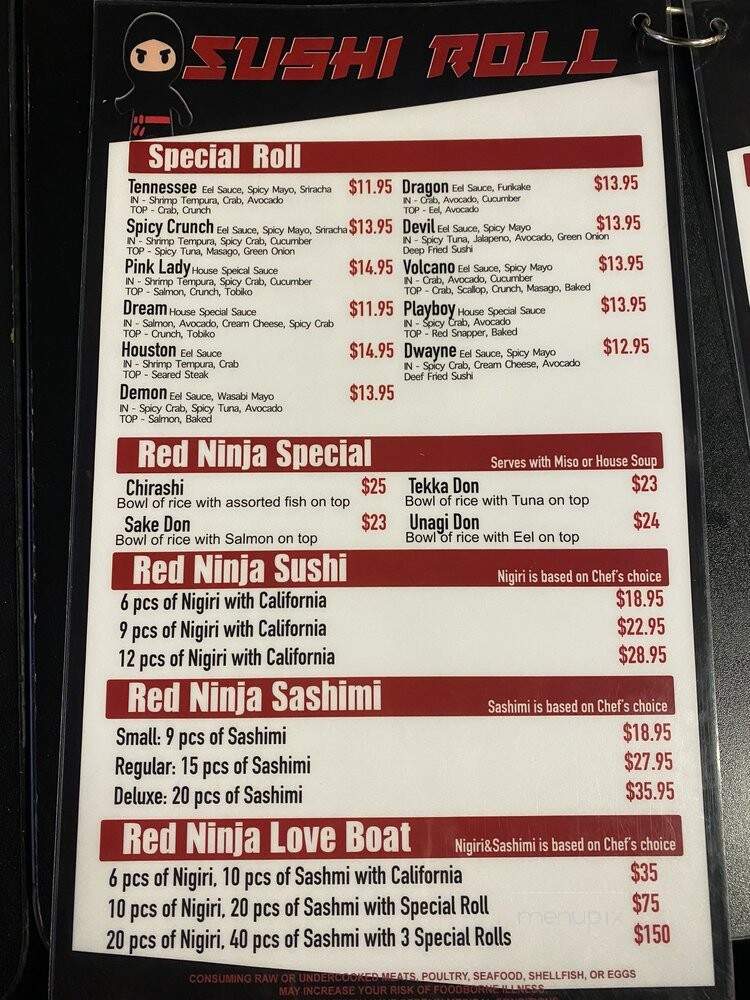 SUSHI ROLL
Special Roll
Tennessee Eel Sauce, Spicy Mayo, Sriracha $11.95
IN - Shrimp Tempura, Crab, Avocado
TOP - Crab, Crunch
Spicy Crunch Eel Sauce, Spicy Mayo, Sriracha $13.95
IN - Shrimp Tempura, Spicy Crab, Cucumber
TOP - Spicy Tuna, Masago, Green Onion
Pink Lady House Speical Sauce $14.95
IN - Shrimp Tempura, Spicy Crab, Cucumber
TOP - Salmon, Crunch, Tobiko
Dream House Special Sauce $11.95
IN - Salmon, Avocado, Cream Cheese, Spicy Crab
TOP - Crunch, Tobiko
Houston Eel Sauce $14.95
IN - Shrimp Tempura, Crab
TOP - Seared Steak
Demon Eel Sauce, Wasabi Mayo $13.95
IN - Spicy Crab, Spicy Tuna, Avocado
TOP - Salmon, Baked
Dragon Eel Sauce, Furikake $13.95
IN - Crab, Avocado, Cucumber
TOP - Eel, Avocado
Devil Eel Sauce, Spicy Mayo $13.95
IN - Spicy Tuna, Jalapeno, Avocado, Green Onion
Deep Fried Sushi
Volcano Eel Sauce, Spicy Mayo $13.95
IN - Crab, Avocado, Cucumber
TOP - Crab, Scallop, Crunch, Masago, Baked
Playboy House Special Sauce $13.95
IN - Spicy Crab, Avocado
TOP - Red Snapper, Baked
Dwayne Eel Sauce, Spicy Mayo $12.95
IN - Spicy Crab, Cream Cheese, Avocado
Deef Fried Sushi
Red Ninja Special Serves with Miso or House Soup
Chirashi $25
Bowl of rice with assorted fish on top
Sake Don $23
Bowl of rice with Salmon on top
Tekka Don $23
Bowl of rice with Tuna on top
Unagi Don $24
Bowl of rice with Eel on top
Red Ninja Sushi Nigiri is based on Chef's choice
6 pcs of Nigiri with California $18.95
9 pcs of Nigiri with California $22.95
12 pcs of Nigiri with California $28.95
Red Ninja Sashimi Sashimi is based on Chef's choice
Small: 9 pcs of Sashimi $18.95
Regular: 15 pcs of Sashimi $27.95
Deluxe: 20 pcs of Sashimi $35.95
Red Ninja Love Boat Nigiri&Sashimi is based on Chef's choice
6 pcs of Nigiri, 10 pcs of Sashmi with California $35
10 pcs of Nigiri, 20 pcs of Sashmi with Special Roll $75
20 pcs of Nigiri, 40 pcs of Sashmi with 3 Special Rolls $150
menupix
CONSUMING RAW OR UNDERCOOKED MEATS, POULTRY, SEAFOOD, SHELLFISH, OR EGGS
MAY INCREASE YOUR RISK OF FOODBORNE ILLNESS